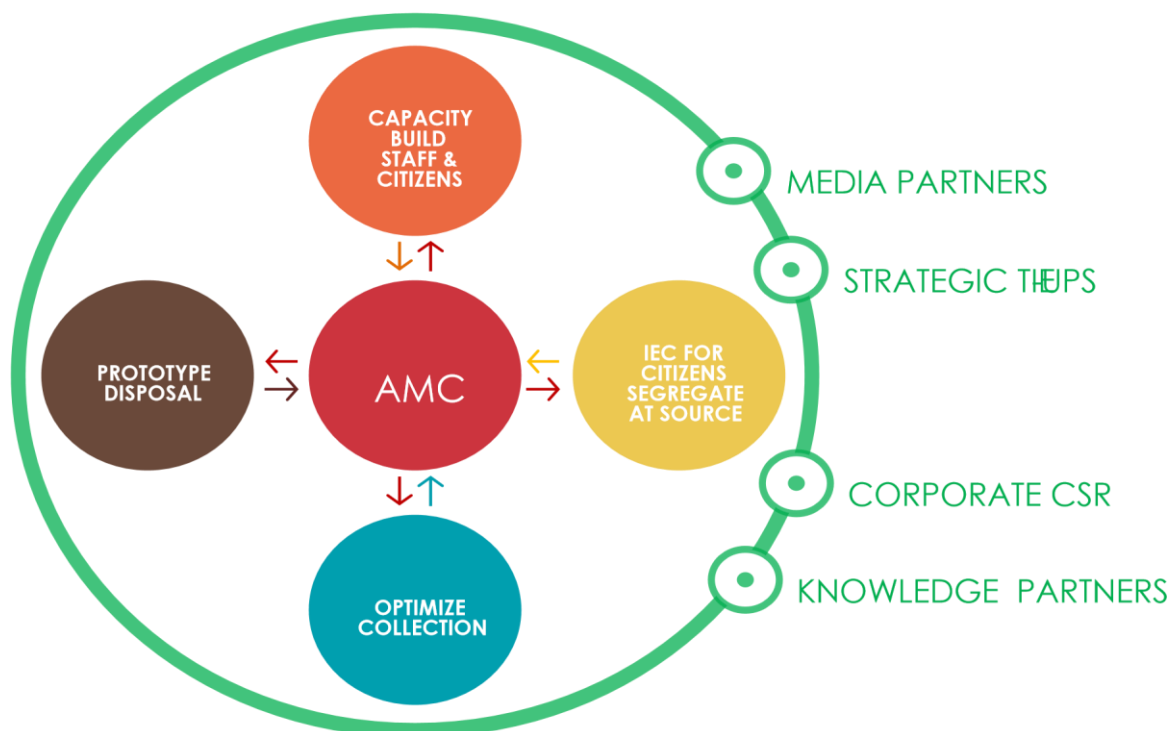 CAPACITY
BUILD
STAFF &
CITIZENS
MEDIA PARTNERS
STRATEGIC
PROTOTYPE
DISPOSAL
AMC
IEC FOR
CITIZENS
SEGREGATE
AT SOURCE
CORPORATE CSR
KNOWLEDGE PARTNERS
OPTIMIZE
COLLECTION